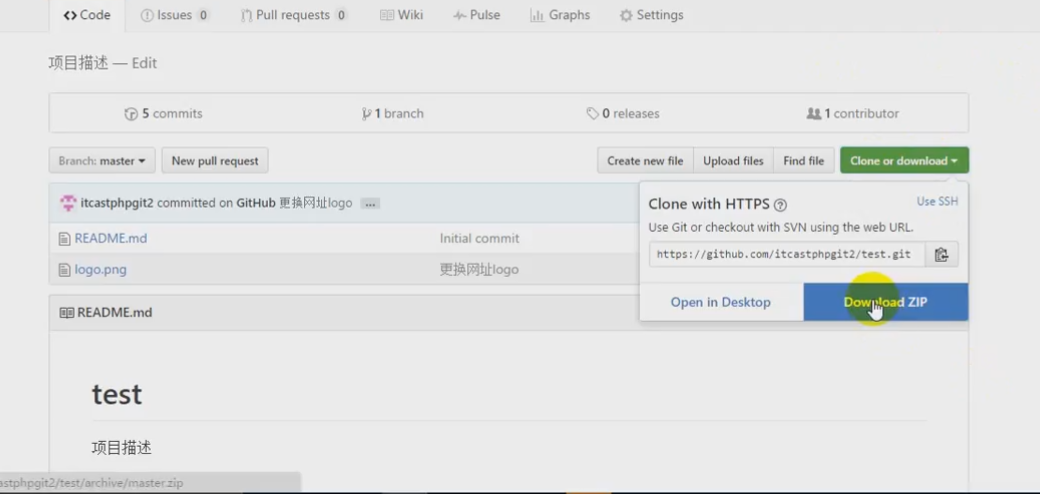 Code Issues 0 Pull requests 0 Wiki Pulse Graphs Settings
项目描述 — Edit
5 commits 1 branch 0 releases 1 contributor
Branch: master New pull request Create new file Upload files Find file Clone or download
itcastphpgit2 committed on GitHub 更换网址logo ...
Clone with HTTPS ? Use SSH
Use Git or checkout with SVN using the web URL.
README.md Initial commit
https://github.com/itcastphpgit2/test.git
logo.png 更换网址logo
Open in Desktop Download ZIP
README.md
test
项目描述
astphpgit2/test/archive/master.zip